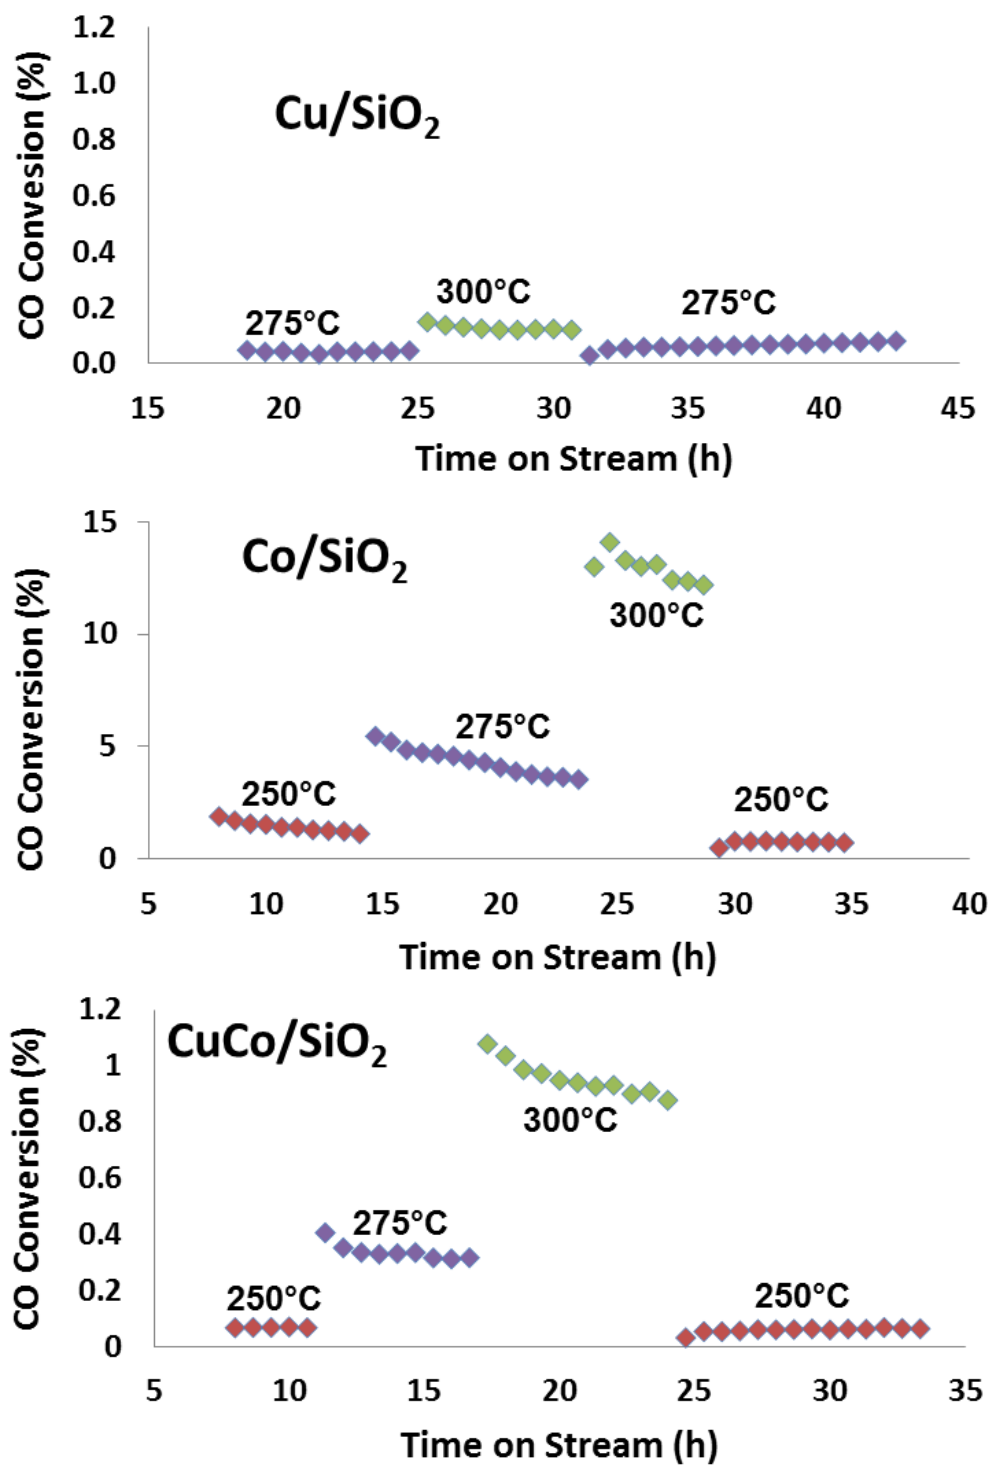 1.2
1.0
0.8
0.6
0.4
0.2
0.0
CO Convesion (%)
Cu/SiO2
275°C
300°C
275°C
15 20 25 30 35 40 45
Time on Stream (h)
15
10
5
0
CO Conversion (%)
Co/SiO2
250°C
275°C
300°C
250°C
5 10 15 20 25 30 35 40
Time on Stream (h)
1.2
1
0.8
0.6
0.4
0.2
0
CO Conversion (%)
CuCo/SiO2
250°C
275°C
300°C
250°C
5 10 15 20 25 30 35
Time on Stream (h)